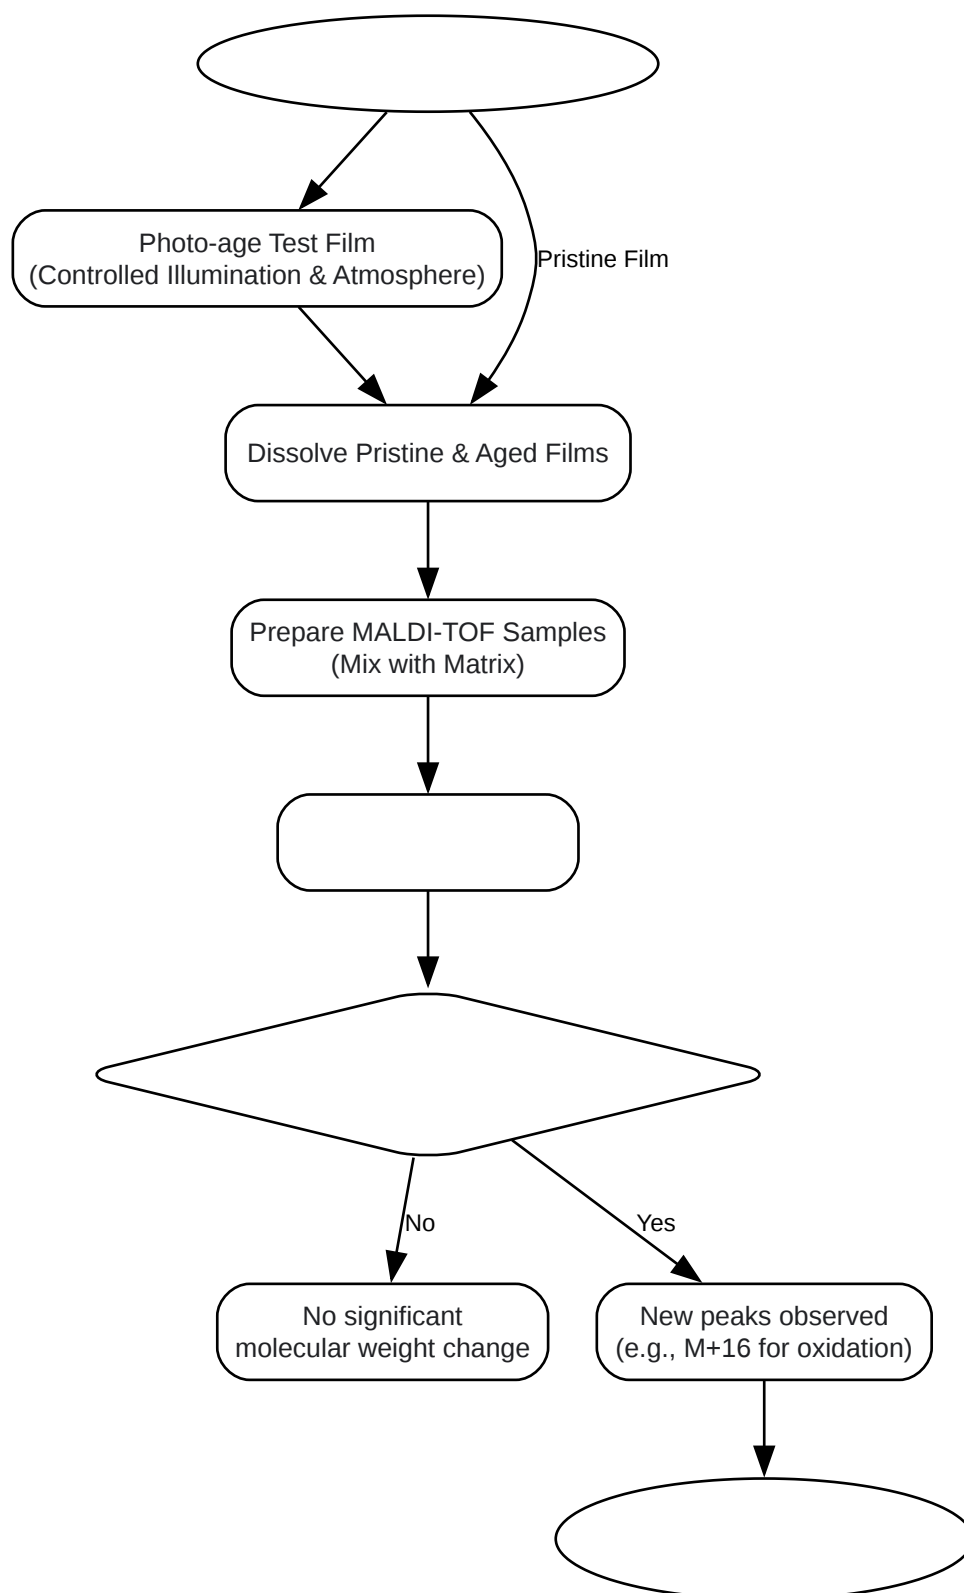 Photo-age Test Film
(Controlled Illumination & Atmosphere)
Pristine Film
Dissolve Pristine & Aged Films
Prepare MALDI-TOF Samples
(Mix with Matrix)
No
Yes
No significant
molecular weight change
New peaks observed
(e.g., M+16 for oxidation)